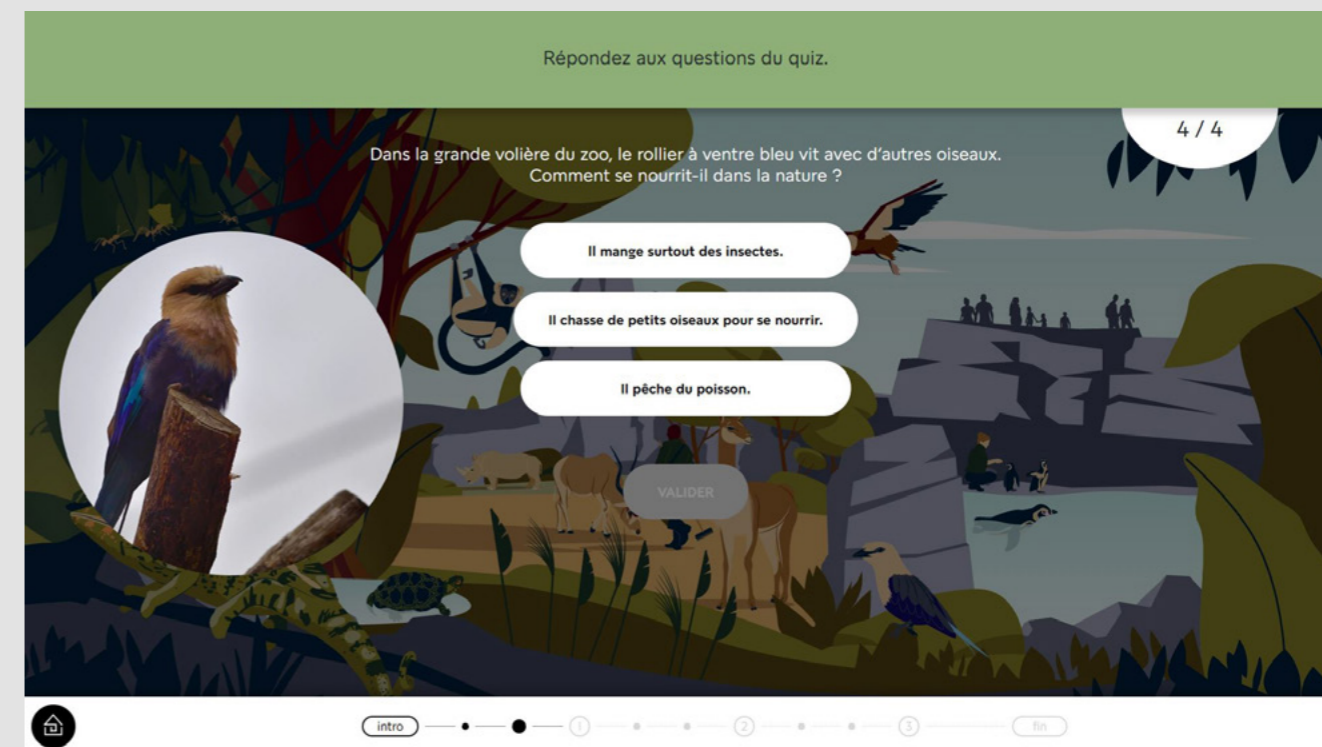 Répondez aux questions du quiz.
4 / 4
Dans la grande volière du zoo, le rollier à ventre bleu vit avec d'autres oiseaux.
Comment se nourrit-il dans la nature ?
Il mange surtout des insectes.
Il chasse de petits oiseaux pour se nourrir.
Il pêche du poisson.
VALIDER
intro 1 2 3 fin